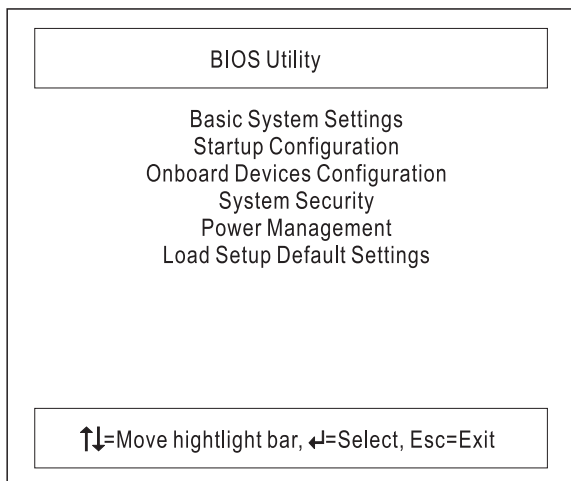 BIOS Utility
Basic System Settings
Startup Configuration
Onboard Devices Configuration
System Security
Power Management
Load Setup Default Settings
↑↓=Move hightlight bar, ↵=Select, Esc=Exit